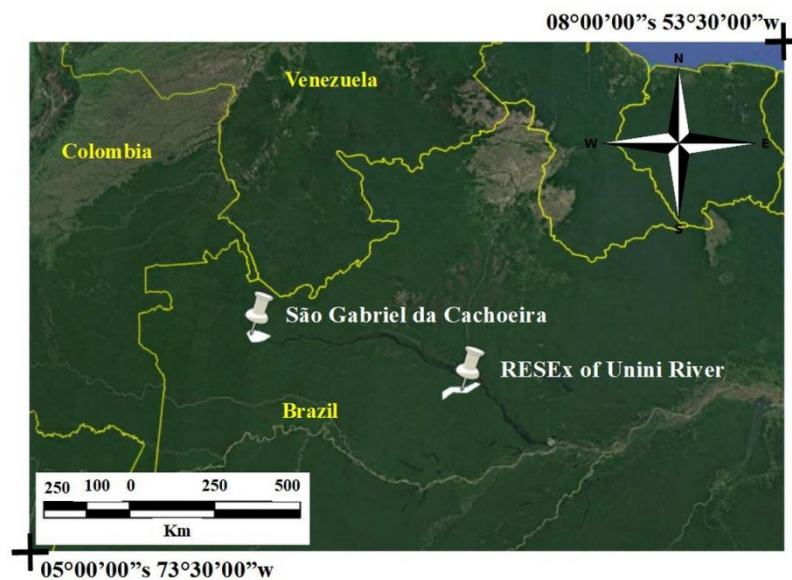 08°00’00”s 53°30’00”w
Venezuela
N
Colombia
W
E
S
São Gabriel da Cachoeira
RESEx of Unini River
Brazil
250 100 0 250 500
Km
05°00’00”s 73°30’00”w